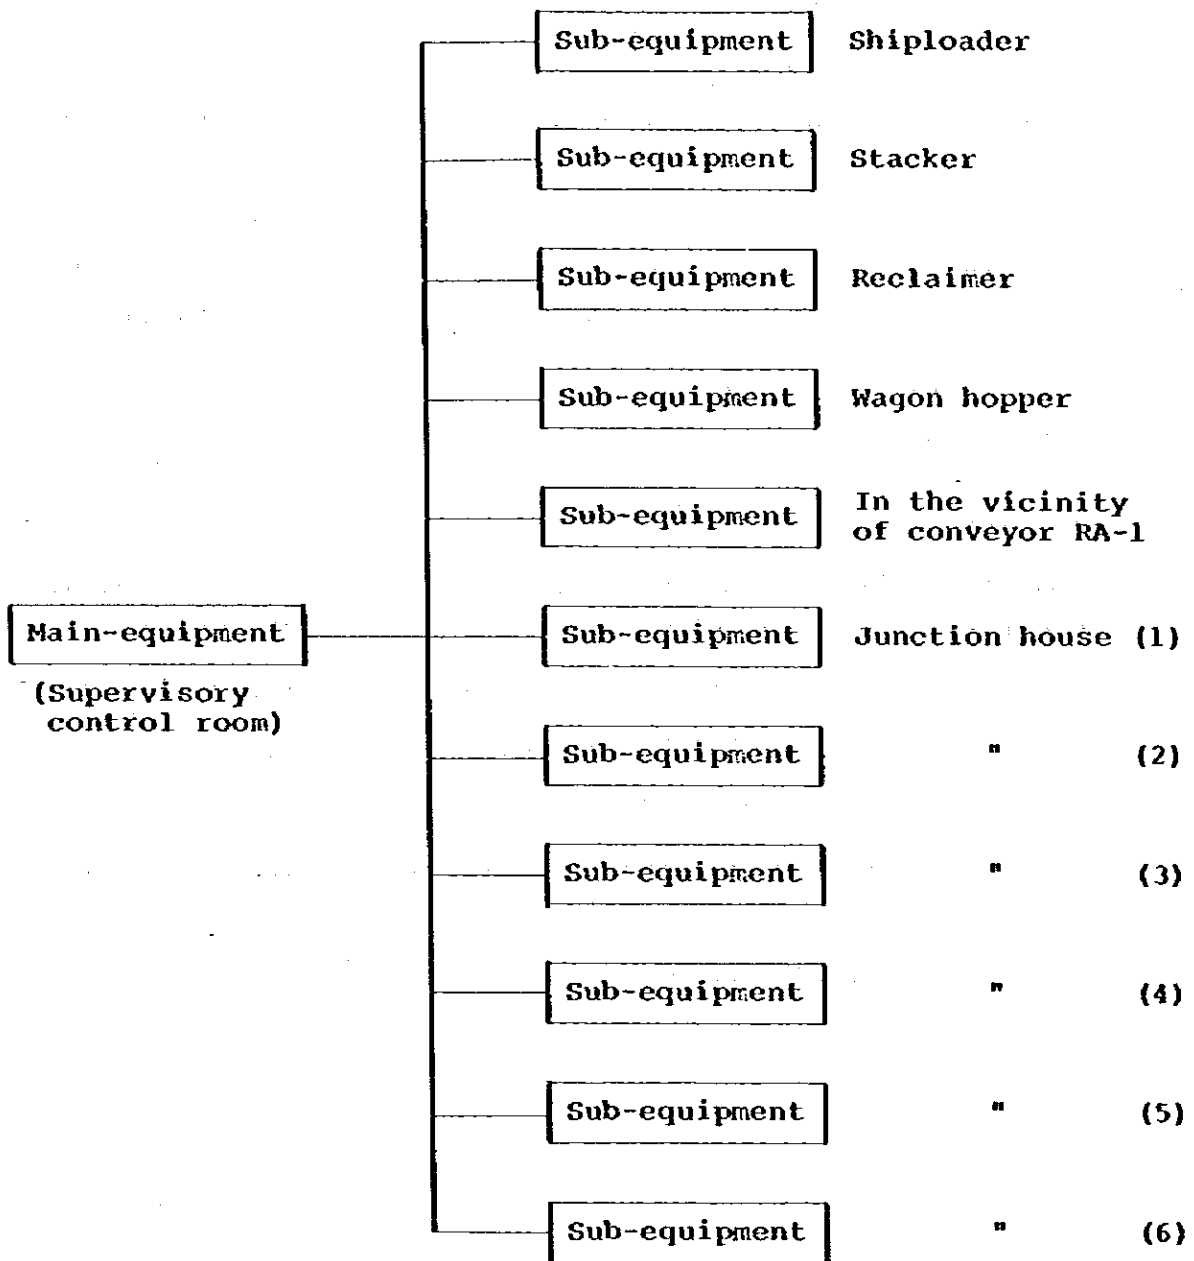 Sub-equipment Shiploader
Sub-equipment Stacker
Sub-equipment Reclaimer
Sub-equipment Wagon hopper
Sub-equipment In the vicinity
of conveyor RA-1
Main-equipment Sub-equipment Junction house (1)
(Supervisory
control room)
Sub-equipment " (2)
Sub-equipment " (3)
Sub-equipment " (4)
Sub-equipment " (5)
Sub-equipment " (6)